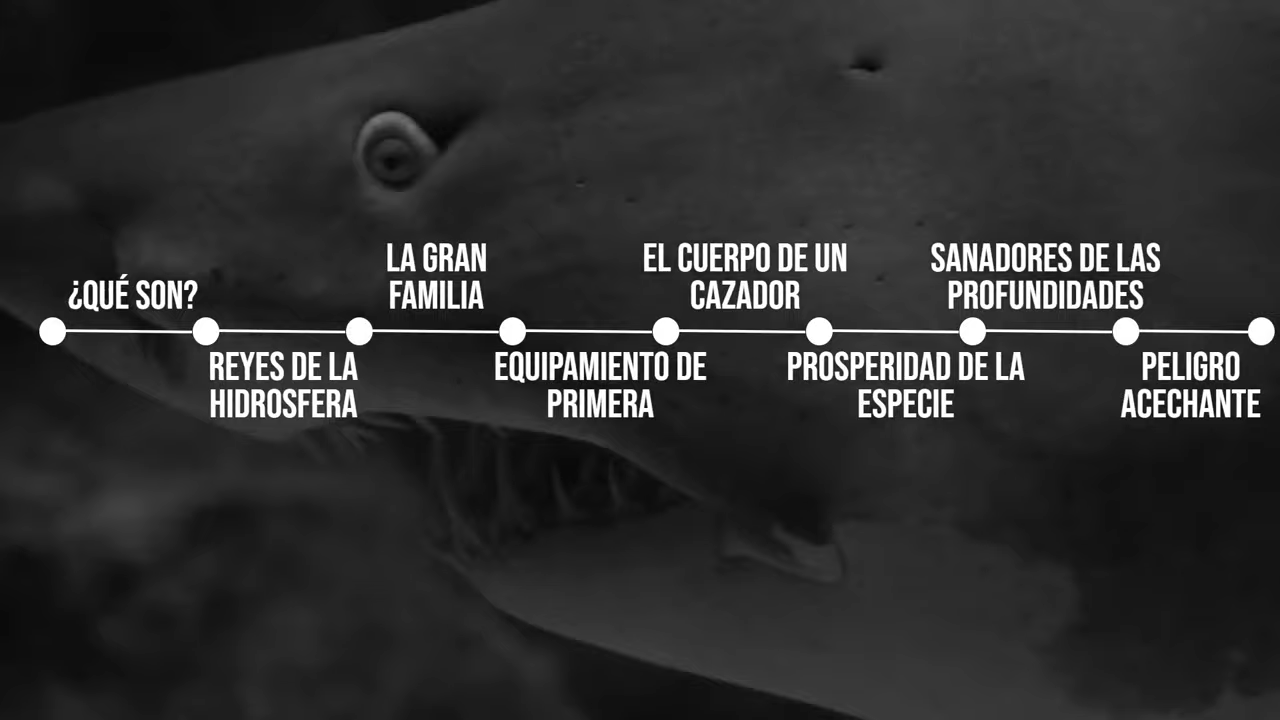 ¿QUÉ SON?
REYES DE LA
HIDROSFERA
LA GRAN
FAMILIA
EQUIPAMIENTO DE
PRIMERA
EL CUERPO DE UN
CAZADOR
PROSPERIDAD DE LA
ESPECIE
SANADORES DE LAS
PROFUNDIDADES
PELIGRO
ACECHANTE